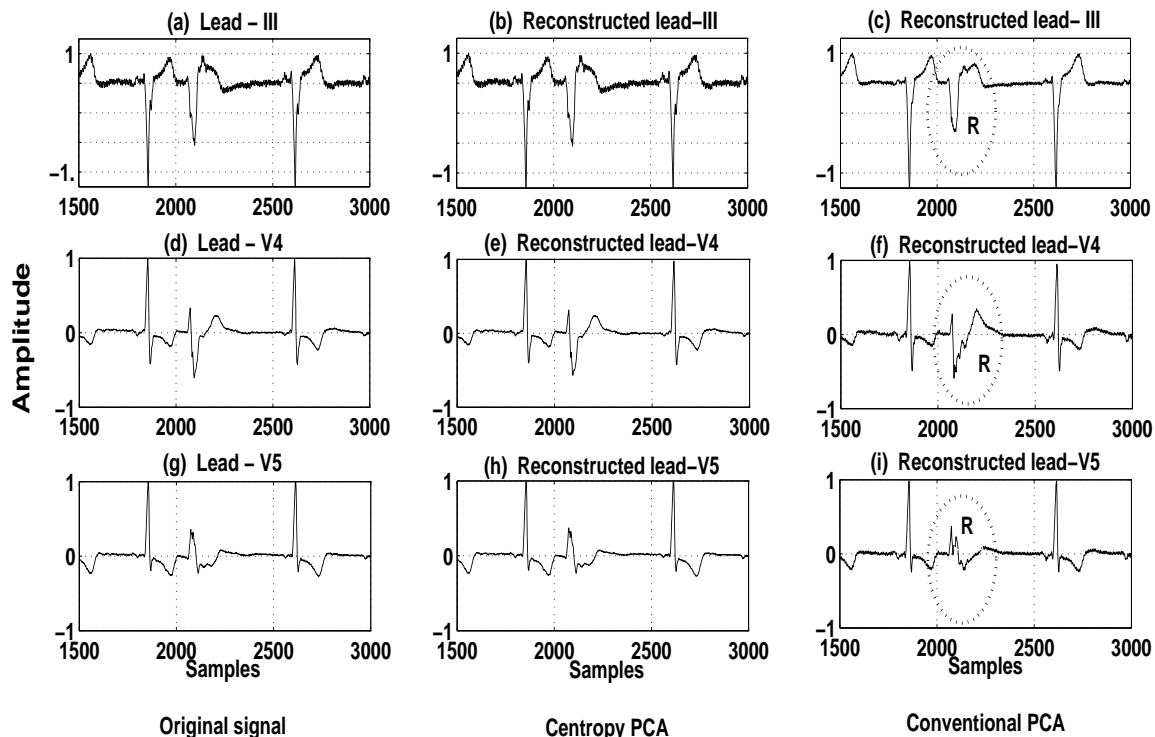 (a) Lead – III
(b) Reconstructed lead–III
(c) Reconstructed lead– III
1
−1.
1500 2000 2500 3000
1
−1
1500 2000 2500 3000
1
−1
R
1500 2000 2500 3000
Amplitude
(d) Lead – V4
(e) Reconstructed lead–V4
(f) Reconstructed lead–V4
1
0
−1
1500 2000 2500 3000
1
0
−1
1500 2000 2500 3000
1
0
−1
R
1500 2000 2500 3000
(g) Lead – V5
(h) Reconstructed lead–V5
(i) Reconstructed lead–V5
1
0
−1
1500 2000 2500 3000
Samples
1
0
−1
1500 2000 2500 3000
Samples
1
0
−1
R
1500 2000 2500 3000
Samples
Original signal
Centropy PCA
Conventional PCA